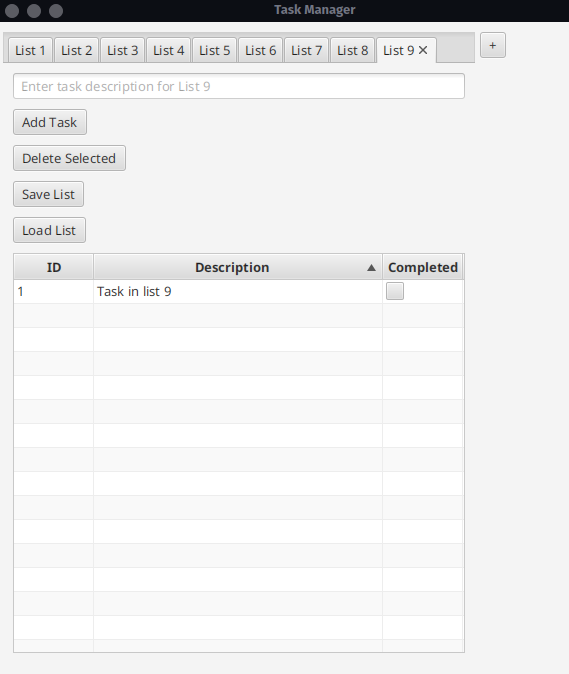 Task Manager
List 1 List 2 List 3 List 4 List 5 List 6 List 7 List 8 List 9 ✕ +
Enter task description for List 9
Add Task
Delete Selected
Save List
Load List
ID Description ▲ Completed
1 Task in list 9